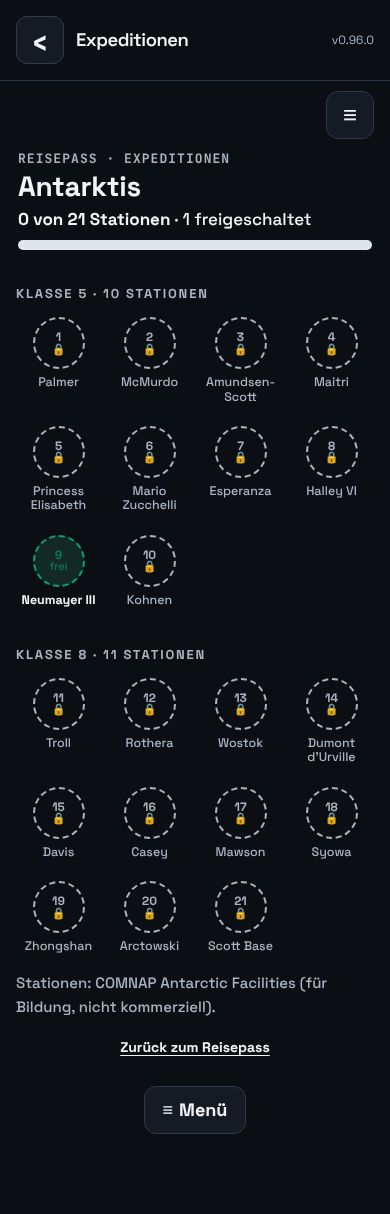 <
Expeditionen
v0.96.0
≡
REISEPASS · EXPEDITIONEN
Antarktis
0 von 21 Stationen · 1 freigeschaltet
KLASSE 5 · 10 STATIONEN
1
Palmer
2
McMurdo
3
Amundsen-
Scott
4
Maitri
5
Princess
Elisabeth
6
Mario
Zucchelli
7
Esperanza
8
Halley VI
9
frei
Neumayer III
10
Kohnen
KLASSE 8 · 11 STATIONEN
11
Troll
12
Rothera
13
Wostok
14
Dumont
d'Urville
15
Davis
16
Casey
17
Mawson
18
Syowa
19
Zhongshan
20
Arctowski
21
Scott Base
Stationen: COMNAP Antarctic Facilities (für
Bildung, nicht kommerziell).
Zurück zum Reisepass
≡ Menü